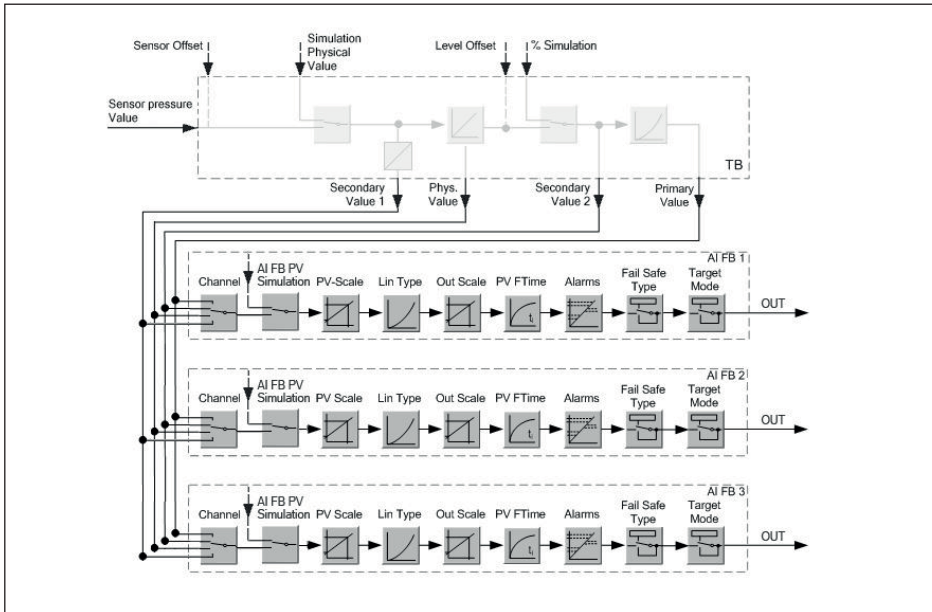 Sensor Offset
Simulation
Physical
Value
Level Offset
% Simulation
Sensor pressure
Value
TB
Secondary
Value 1
Phys.
Value
Secondary
Value 2
Primary
Value
AI FB 1
Channel
AI FB PV
Simulation
PV-Scale
Lin Type
Out Scale
PV FTime
Alarms
Fail Safe
Type
Target
Mode
OUT
t
AI FB 2
Channel
AI FB PV
Simulation
PV Scale
Lin Type
Out Scale
PV FTime
Alarms
Fail Safe
Type
Target
Mode
OUT
t
AI FB 3
Channel
AI FB PV
Simulation
PV Scale
Lin Type
Out Scale
PV FTime
Alarms
Fail Safe
Type
Target
Mode
OUT
t